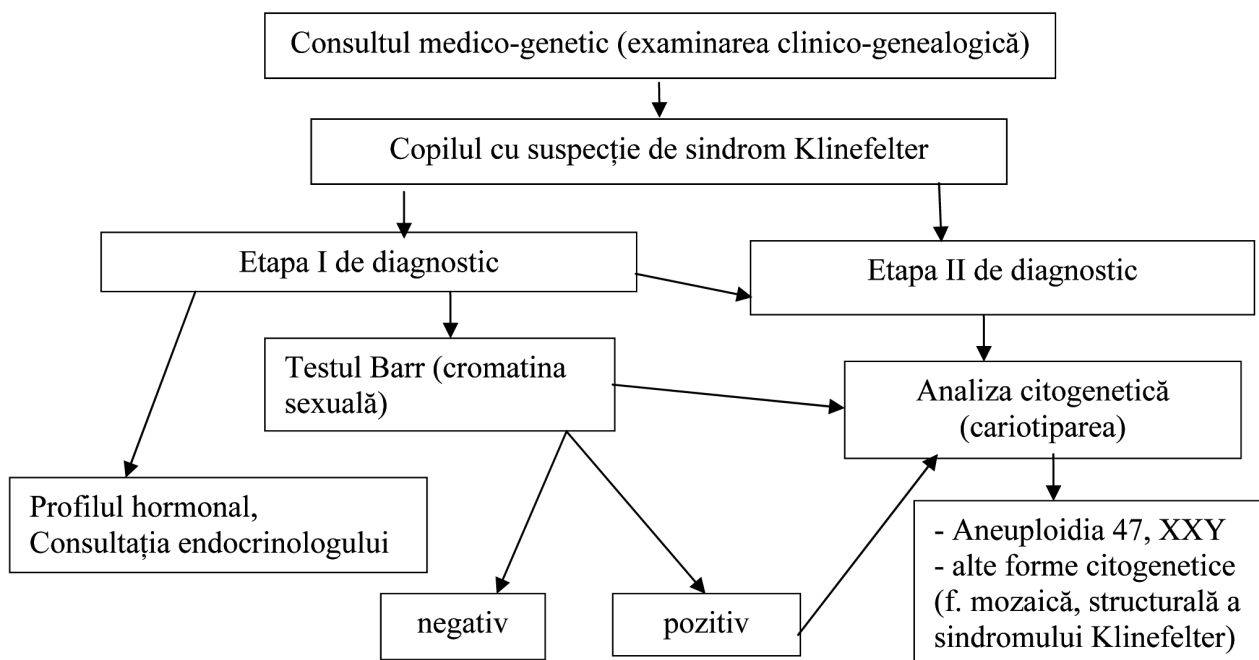 Consultul medico-genetic (examinarea clinico-genealogică)
Copilul cu suspecție de sindrom Klinefelter
Etapa I de diagnostic
Etapa II de diagnostic
Testul Barr (cromatina
sexuală)
Analiza citogenetică
(cariotiparea)
Profilul hormonal,
Consultația endocrinologului
negativ
pozitiv
- Aneuploidia 47, XXY
- alte forme citogenetice
(f. mozaică, structurală a
sindromului Klinefelter)